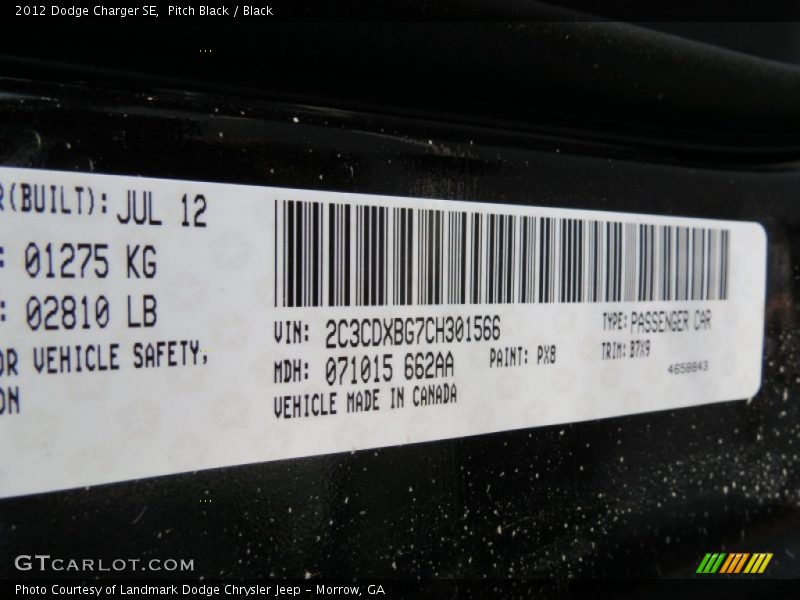 2012 Dodge Charger SE,  Pitch Black / Black
R(BUILT): JUL 12
: 01275 KG
: 02810 LB
OR VEHICLE SAFETY,
ON
VIN: 2C3CDXBG7CH301566
TYPE: PASSENGER CAR
MDH: 071015 662AA
PAINT: PX8
TRIM: B7X9
VEHICLE MADE IN CANADA
4658843
GTcarlot.com
Photo Courtesy of Landmark Dodge Chrysler Jeep - Morrow, GA